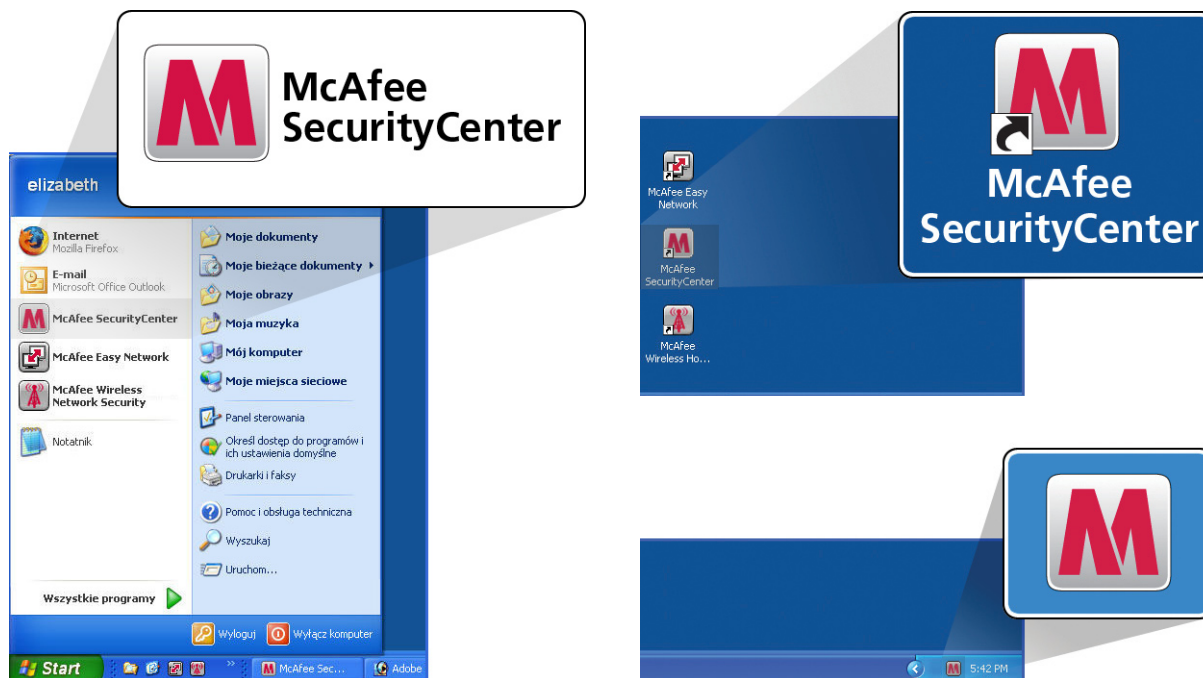 McAfee
SecurityCenter
elizabeth
Internet
Mozilla Firefox
E-mail
Microsoft Office Outlook
McAfee SecurityCenter
McAfee Easy Network
McAfee Wireless
Network Security
Notatnik
Wszystkie programy
Moje dokumenty
Moje bieżące dokumenty
Moje obrazy
Moja muzyka
Mój komputer
Moje miejsca sieciowe
Panel sterowania
Określ dostęp do programów i
ich ustawienia domyślne
Drukarki i faksy
Pomoc i obsługa techniczna
Wyszukaj
Uruchom...
Wyloguj
Wyłącz komputer
Start
McAfee Sec...
Adobe
McAfee
SecurityCenter
McAfee Easy
Network
McAfee
SecurityCenter
McAfee
Wireless Ho...
5:42 PM